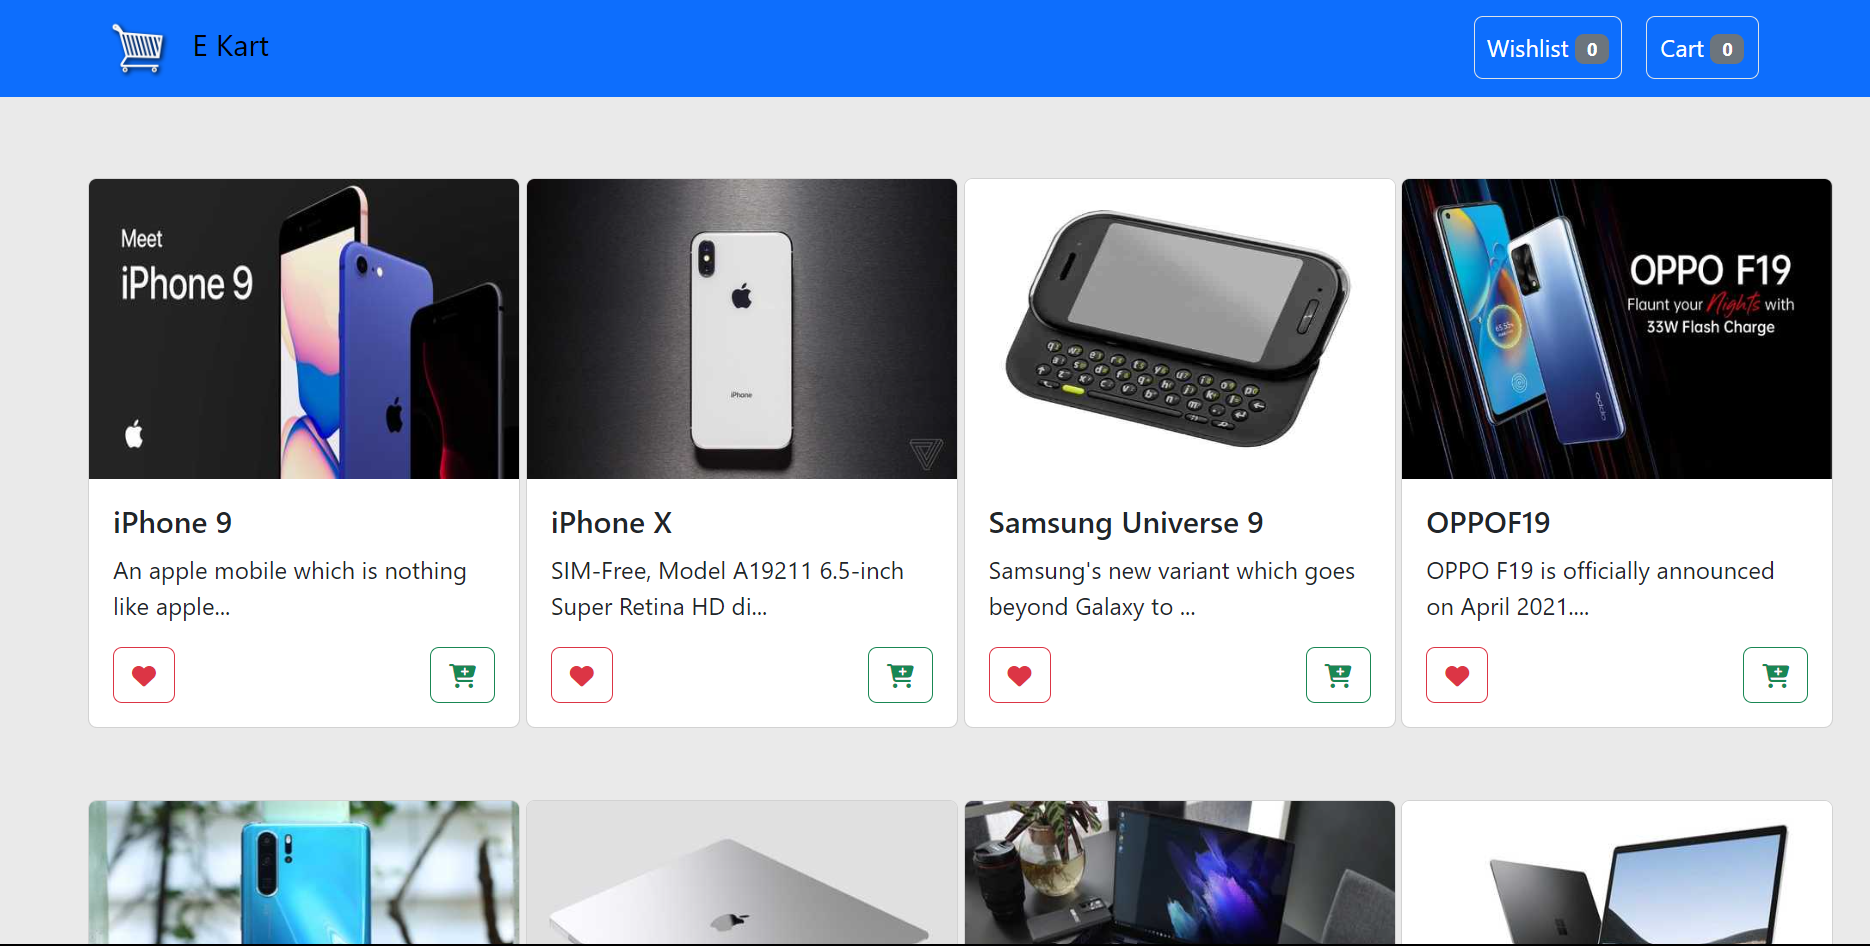 E Kart
Wishlist 0
Cart 0
Meet
iPhone 9
iPhone
OPPO F19
Flaunt your Nights with
33W Flash Charge
oppo
iPhone 9
An apple mobile which is nothing
like apple...
iPhone X
SIM-Free, Model A19211 6.5-inch
Super Retina HD di...
Samsung Universe 9
Samsung's new variant which goes
beyond Galaxy to ...
OPPOF19
OPPO F19 is officially announced
on April 2021....